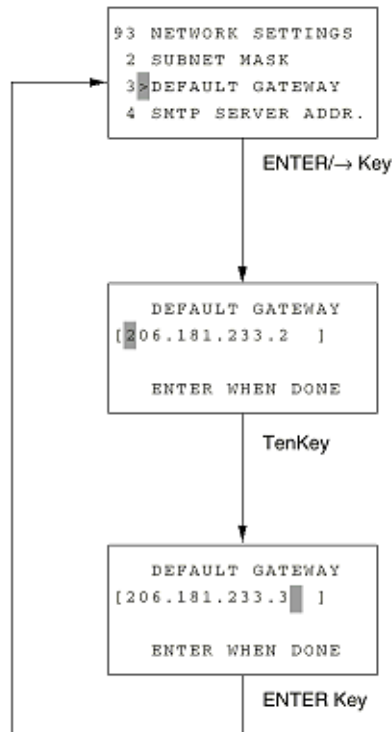 93 NETWORK SETTINGS
2 SUBNET MASK
3>DEFAULT GATEWAY
4 SMTP SERVER ADDR.
ENTER/→ Key
DEFAULT GATEWAY
[206.181.233.2 ]
ENTER WHEN DONE
TenKey
DEFAULT GATEWAY
[206.181.233.3 ]
ENTER WHEN DONE
ENTER Key